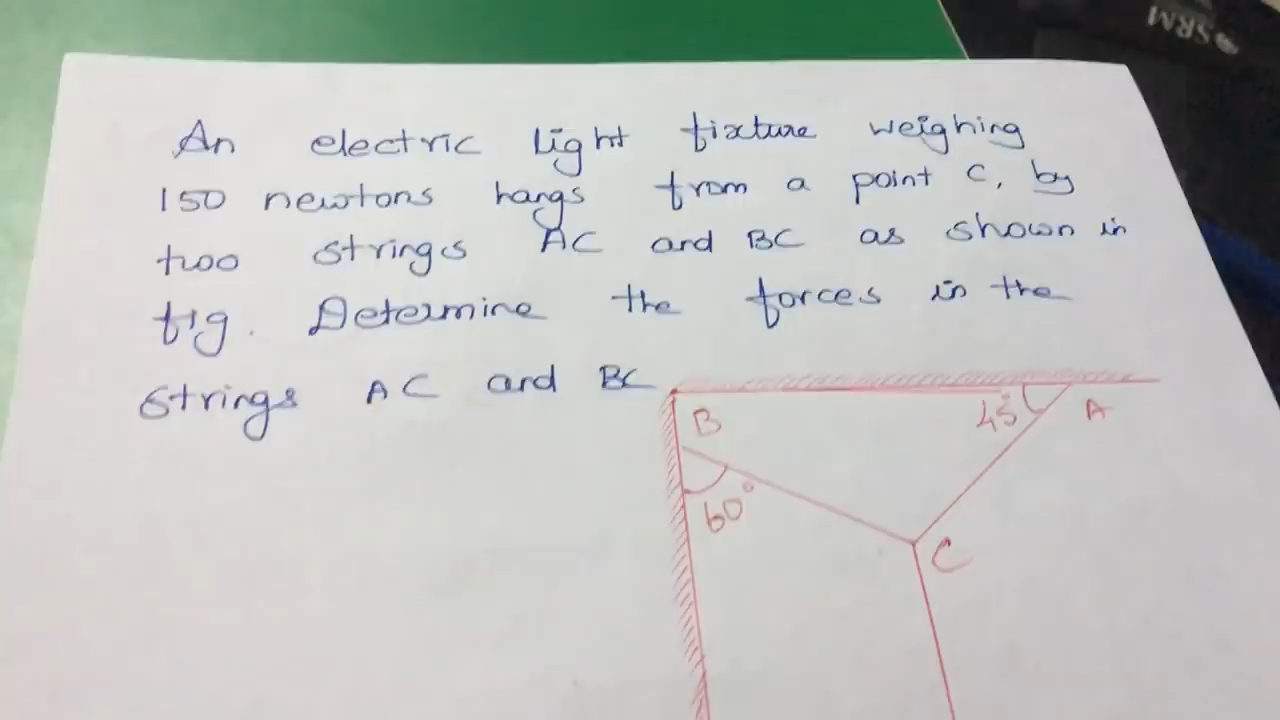 An electric light fixture weighing
150 newtons hangs from a point C, by
two strings AC and BC as shown in
fig. Determine the forces in the
strings AC and BC
B
45°
A
60°
C
SRM